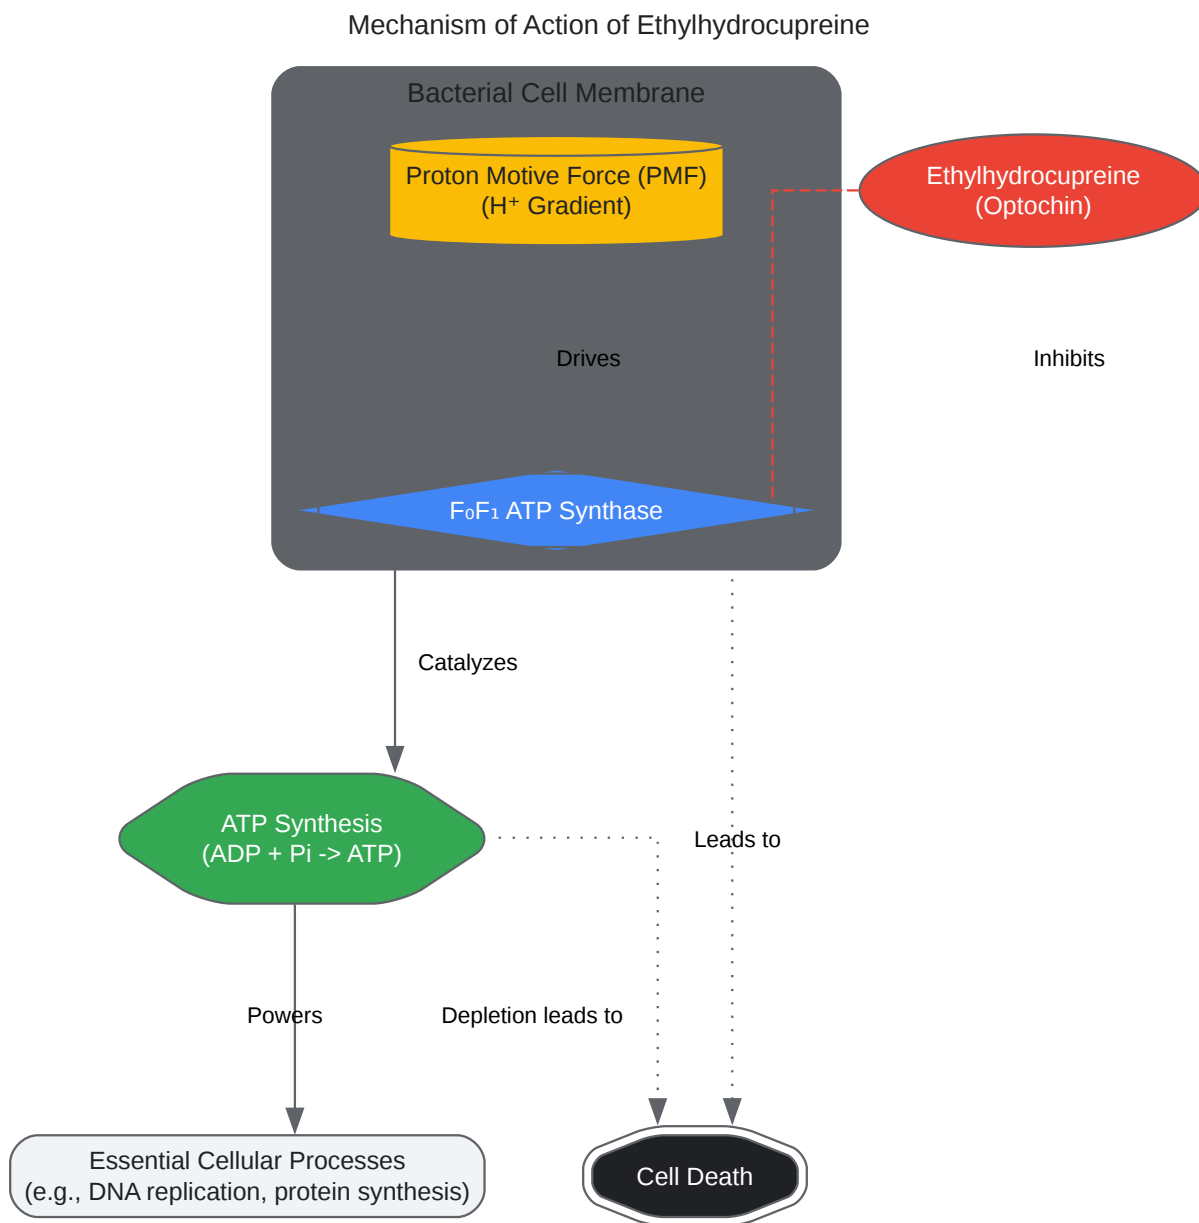 Mechanism of Action of Ethylhydrocupreine
Bacterial Cell Membrane
Proton Motive Force (PMF)
(H⁺ Gradient)
Ethylhydrocupreine
(Optochin)
Drives
Inhibits
F₀F₁ ATP Synthase
Catalyzes
ATP Synthesis
(ADP + Pi -> ATP)
Leads to
Powers
Depletion leads to
Essential Cellular Processes
(e.g., DNA replication, protein synthesis)
Cell Death